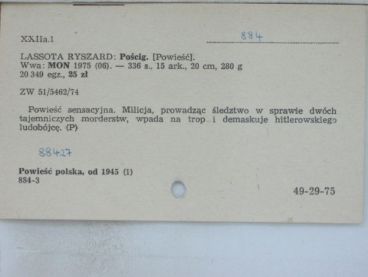 XXIIa.1
884
LASSOTA RYSZARD: Pościg. [Powieść].
Wwa: MON 1975 (06). — 336 s., 15 ark., 20 cm, 280 g
20 349 egz., 25 zł
ZW 51/5462/74
Powieść sensacyjna. Milicja, prowadząc śledztwo w sprawie dwóch
tajemniczych morderstw, wpada na trop i demaskuje hitlerowskiego
ludobójcę. (P)
88427
Powieść polska, od 1945 (1)
884-3
49-29-75